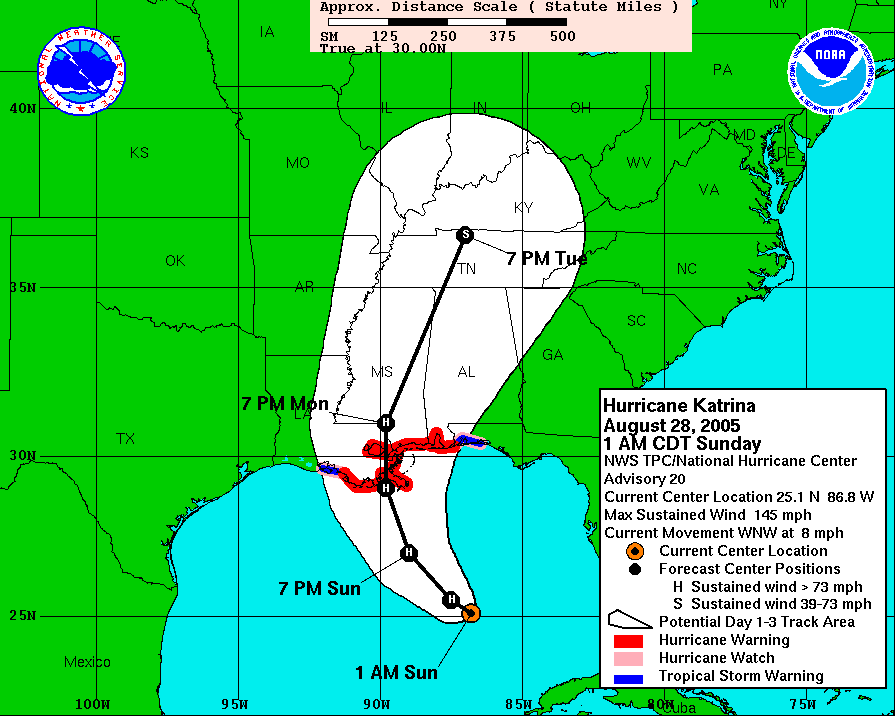 Approx. Distance Scale ( Statute Miles )
SM 125 250 375 500
True at 30.00N
NATIONAL WEATHER SERVICE
NOAA
NY
IA
PA
40N
IL
IN
OH
MD
DE
KS
MO
WV
VA
KY
7 PM Tue
S
OK
TN
NC
35N
AR
SC
GA
MS
AL
7 PM Mon
H
LA
TX
30N
H
H
7 PM Sun
H
25N
1 AM Sun
Mexico
Cuba
100W 95W 90W 85W 80W 75W
Hurricane Katrina
August 28, 2005
1 AM CDT Sunday
NWS TPC/National Hurricane Center
Advisory 20
Current Center Location 25.1 N 86.8 W
Max Sustained Wind 145 mph
Current Movement WNW at 8 mph
Current Center Location
Forecast Center Positions
H Sustained wind > 73 mph
S Sustained wind 39-73 mph
Potential Day 1-3 Track Area
Hurricane Warning
Hurricane Watch
Tropical Storm Warning